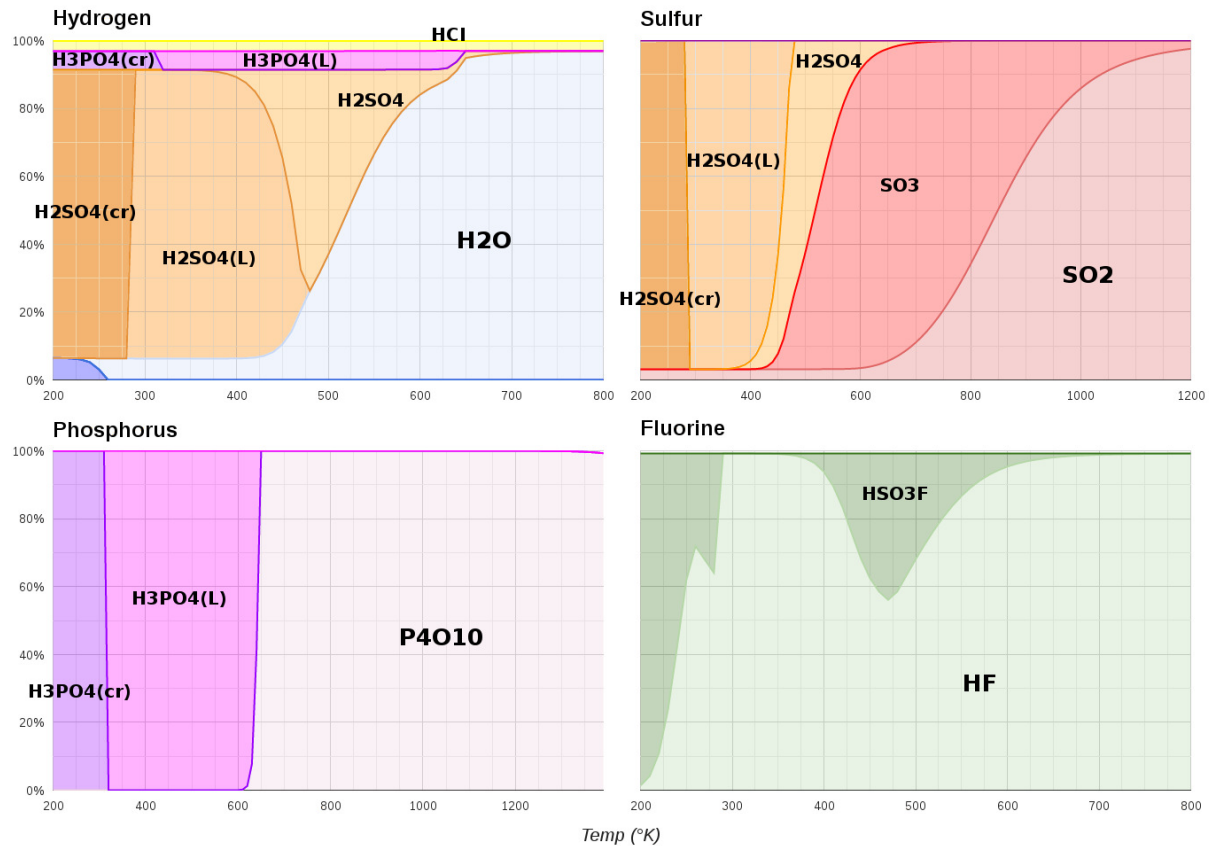 Hydrogen
HCl
100%
80%
60%
40%
20%
0%
H3PO4(cr)
H3PO4(L)
H2SO4
H2SO4(cr)
H2SO4(L)
H2O
200 300 400 500 600 700 800
Sulfur
H2SO4
H2SO4(L)
SO3
H2SO4(cr)
SO2
200 400 600 800 1000 1200
Phosphorus
100%
80%
60%
40%
20%
0%
H3PO4(L)
P4O10
H3PO4(cr)
200 400 600 800 1000 1200
Fluorine
HSO3F
HF
200 300 400 500 600 700 800
Temp (°K)